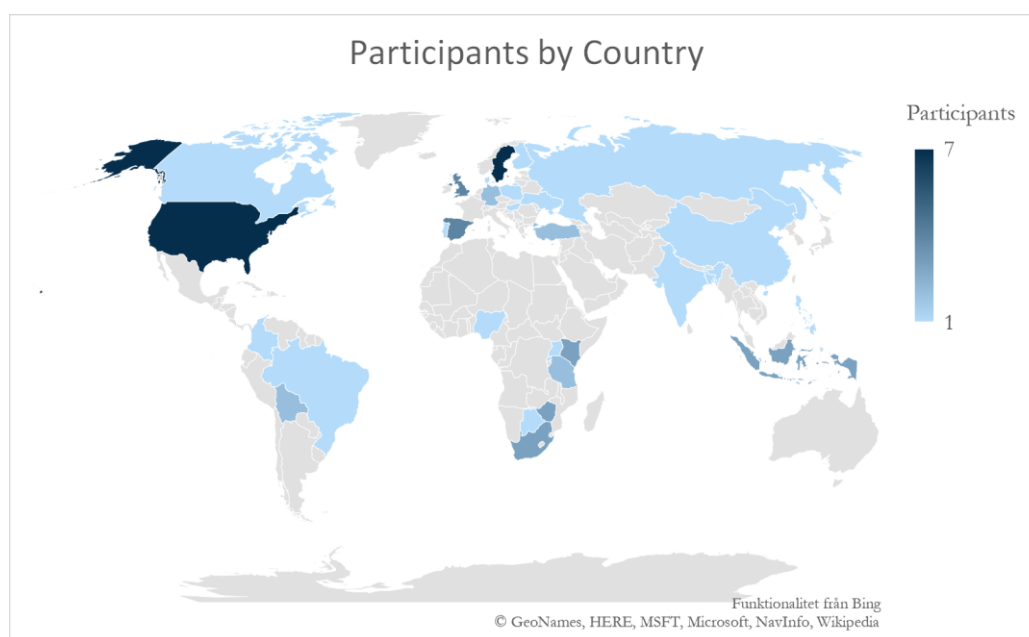 Participants by Country
Participants
7
1
Funktionalitet från Bing
© GeoNames, HERE, MSFT, Microsoft, NavInfo, Wikipedia